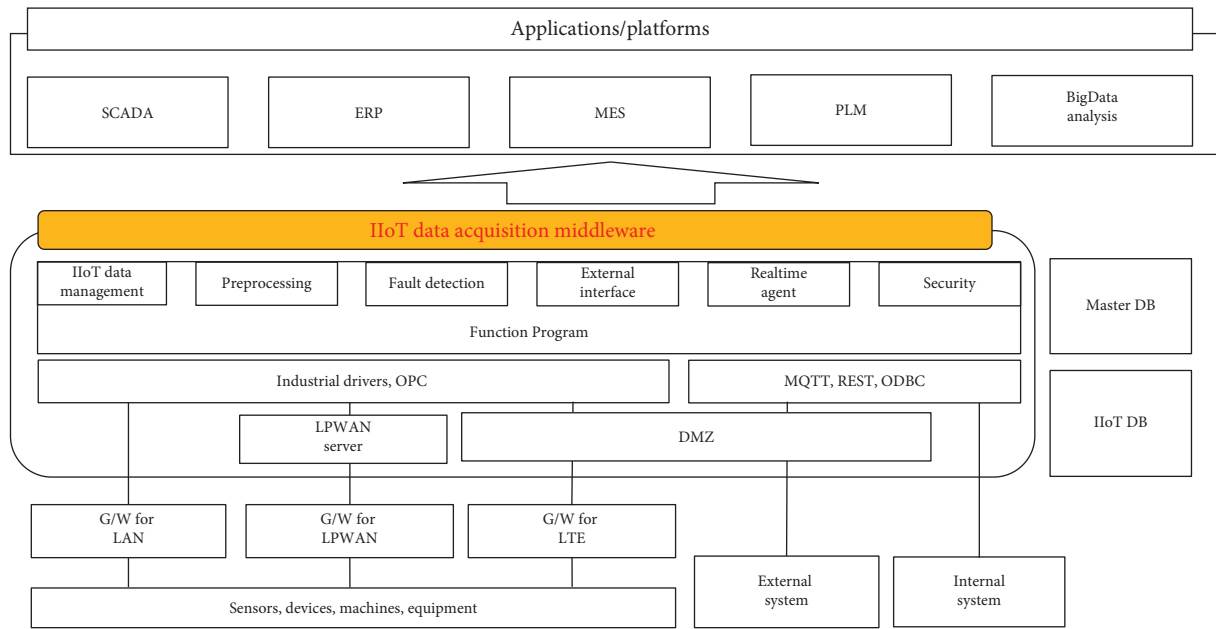 Applications/platforms
SCADA
ERP
MES
PLM
BigData
analysis
IIoT data acquisition middleware
IIoT data
management
Preprocessing
Fault detection
External
interface
Realtime
agent
Security
Function Program
Master DB
Industrial drivers, OPC
MQTT, REST, ODBC
IIoT DB
LPWAN
server
DMZ
G/W for
LAN
G/W for
LPWAN
G/W for
LTE
External
system
Internal
system
Sensors, devices, machines, equipment